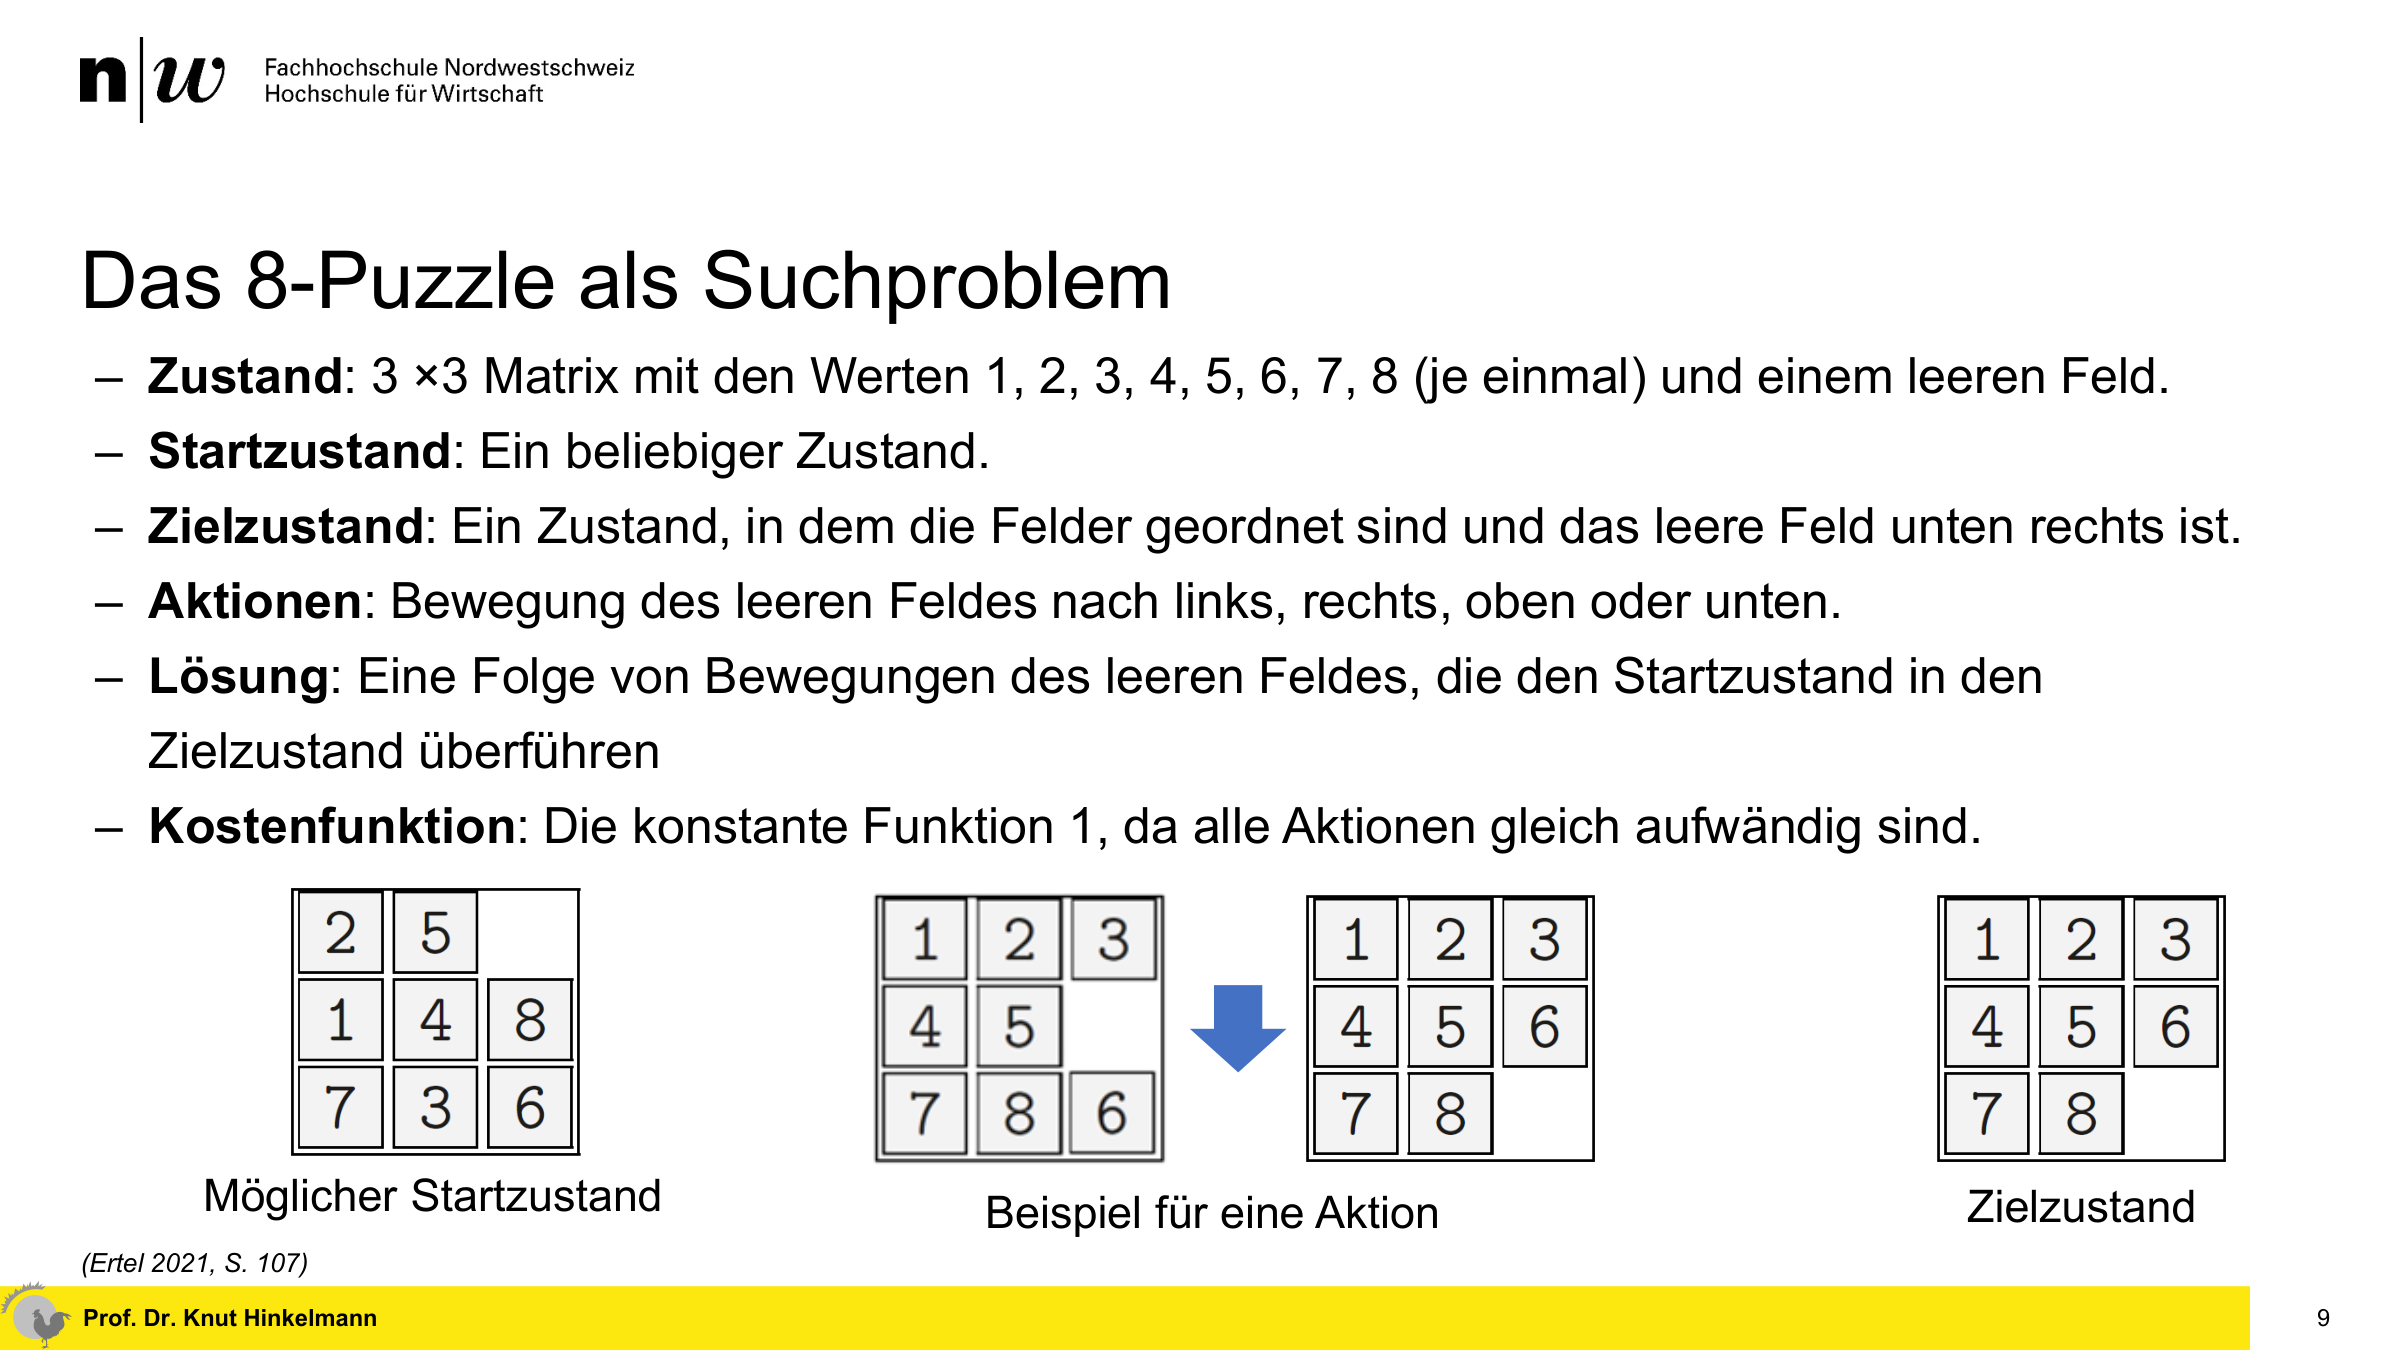 n|w Fachhochschule Nordwestschweiz
Hochschule für Wirtschaft
Das 8-Puzzle als Suchproblem
– Zustand: 3 ×3 Matrix mit den Werten 1, 2, 3, 4, 5, 6, 7, 8 (je einmal) und einem leeren Feld.
– Startzustand: Ein beliebiger Zustand.
– Zielzustand: Ein Zustand, in dem die Felder geordnet sind und das leere Feld unten rechts ist.
– Aktionen: Bewegung des leeren Feldes nach links, rechts, oben oder unten.
– Lösung: Eine Folge von Bewegungen des leeren Feldes, die den Startzustand in den
Zielzustand überführen
– Kostenfunktion: Die konstante Funktion 1, da alle Aktionen gleich aufwändig sind.
2 5
1 4 8
7 3 6
Möglicher Startzustand
1 2 3
4 5
7 8 6
1 2 3
4 5 6
7 8
Beispiel für eine Aktion
1 2 3
4 5 6
7 8
Zielzustand
(Ertel 2021, S. 107)
Prof. Dr. Knut Hinkelmann
9